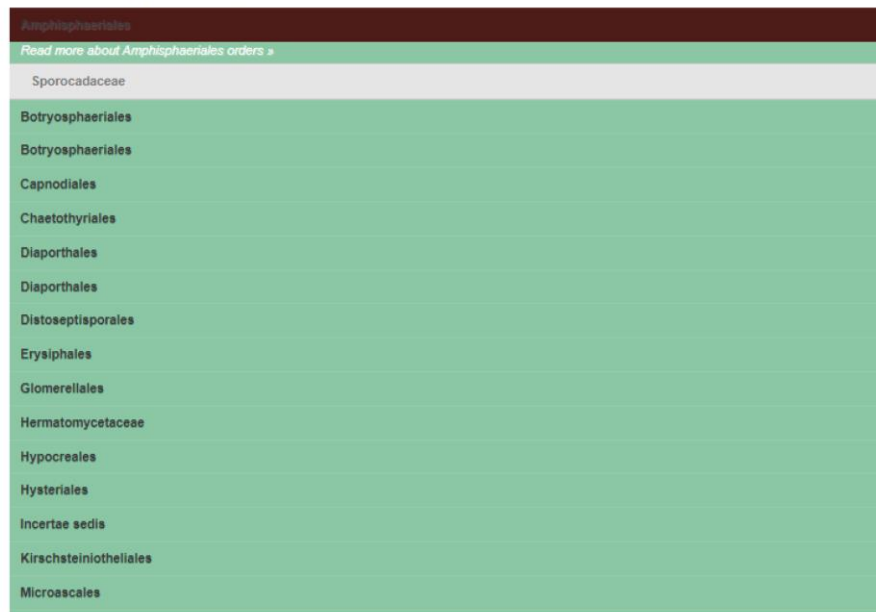 Amphisphaeriales
Read more about Amphisphaeriales orders »
Sporocadaceae
Botryosphaeriales
Botryosphaeriales
Capnodiales
Chaetothyriales
Diaporthales
Diaporthales
Distoseptisporales
Erysiphales
Glomerellales
Hermatomycetaceae
Hypocreales
Hysteriales
Incertae sedis
Kirschsteiniotheliales
Microascales